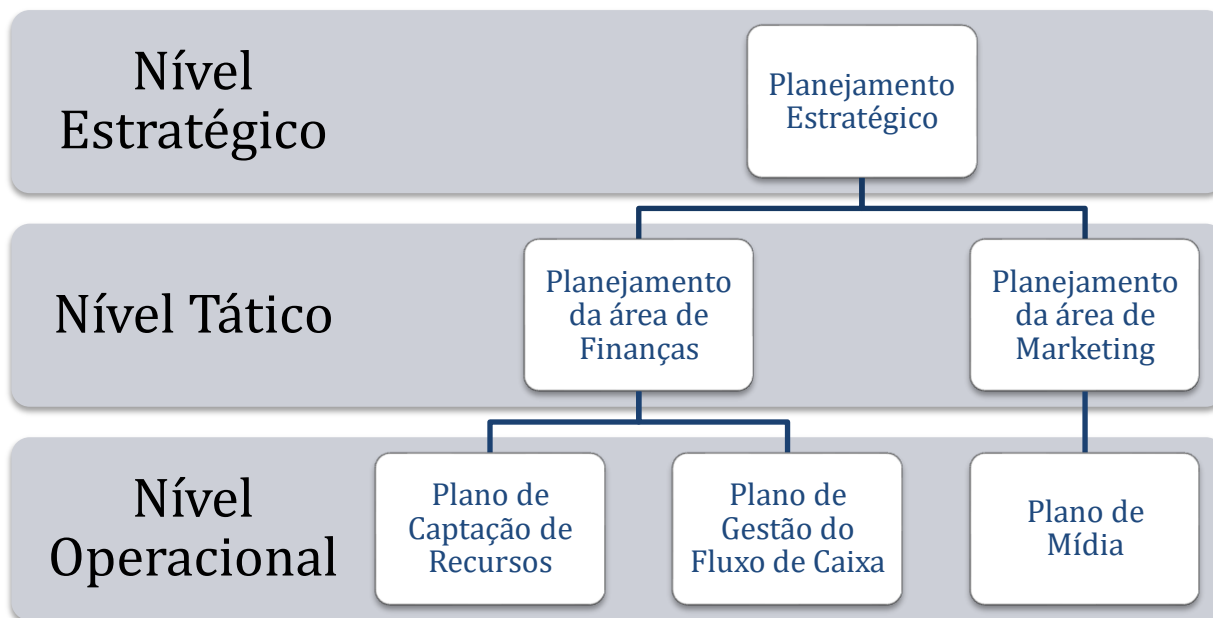 Nível
Estratégico
Planejamento
Estratégico
Nível Tático
Planejamento
da área de
Finanças
Planejamento
da área de
Marketing
Nível
Operacional
Plano de
Captação de
Recursos
Plano de
Gestão do
Fluxo de Caixa
Plano de
Mídia